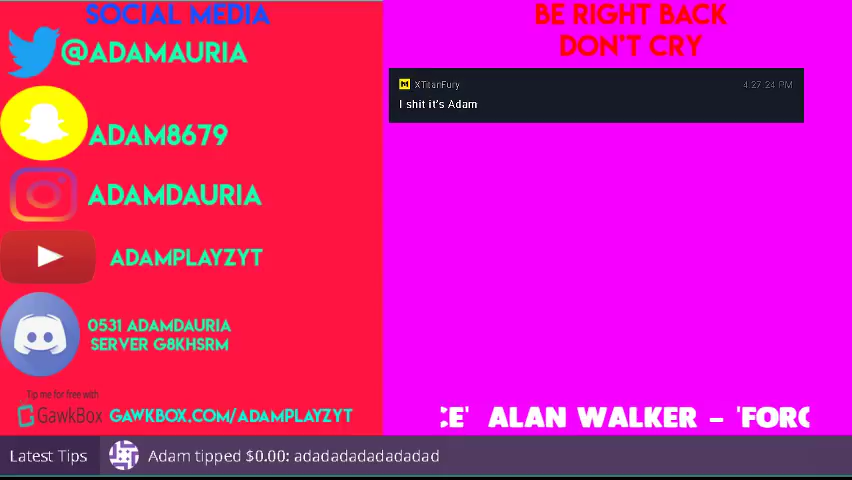 SOCIAL MEDIA
@ADAMAURIA
ADAM8679
ADAMDAURIA
ADAMPLAYZYT
0531 ADAMDAURIA
SERVER G8KHSRM
Tip me for free with
GawkBox
GAWKBOX.COM/ADAMPLAYZYT
BE RIGHT BACK
DON'T CRY
XTitanFury 4:27:24 PM
I shit it's Adam
CE' ALAN WALKER – 'FORC
Latest Tips
Adam tipped $0.00: adadadadadadadad